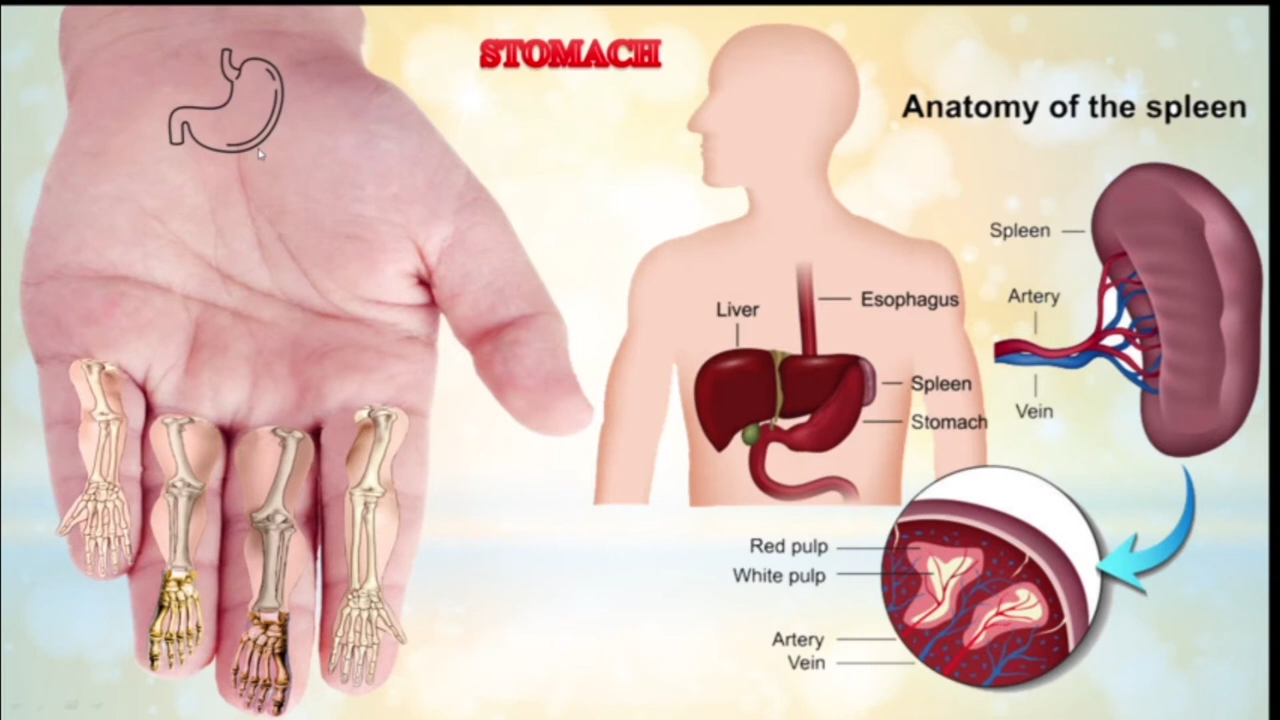 STOMACH
Anatomy of the spleen
Spleen
Artery
Vein
Liver
Esophagus
Spleen
Stomach
Red pulp
White pulp
Artery
Vein